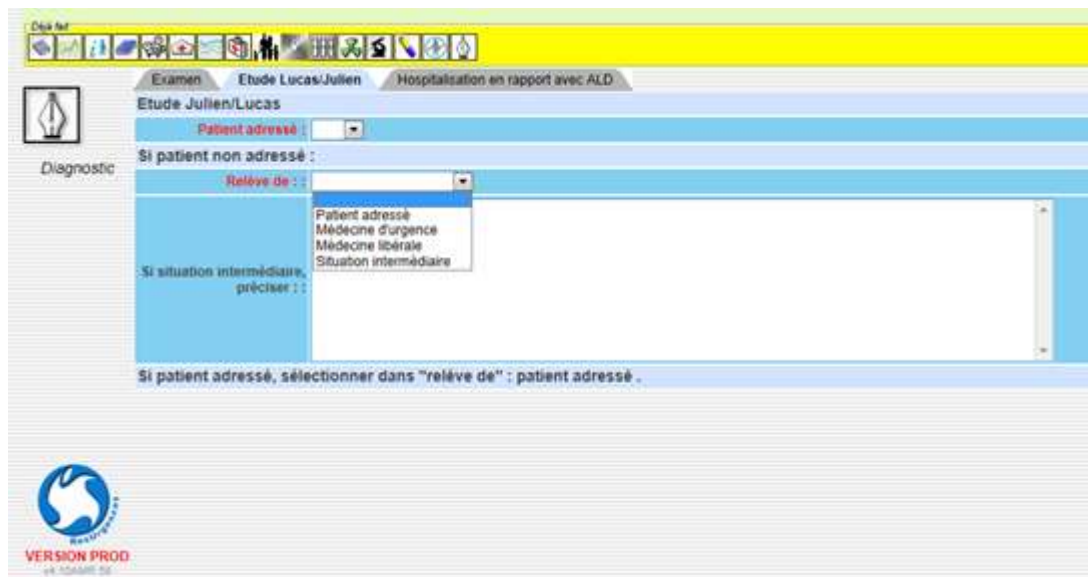 Déjà fait
Examen Etude Lucas/Julien Hospitalisation en rapport avec ALD
Etude Julien/Lucas
Patient adressé :
Si patient non adressé :
Diagnostic
Relève de : :
Patient adressé
Médecine d'urgence
Médecine libérale
Situation intermédiaire
Si situation intermédiaire,
préciser : :
Si patient adressé, sélectionner dans "relève de" : patient adressé .
ResUrgences
VERSION PROD